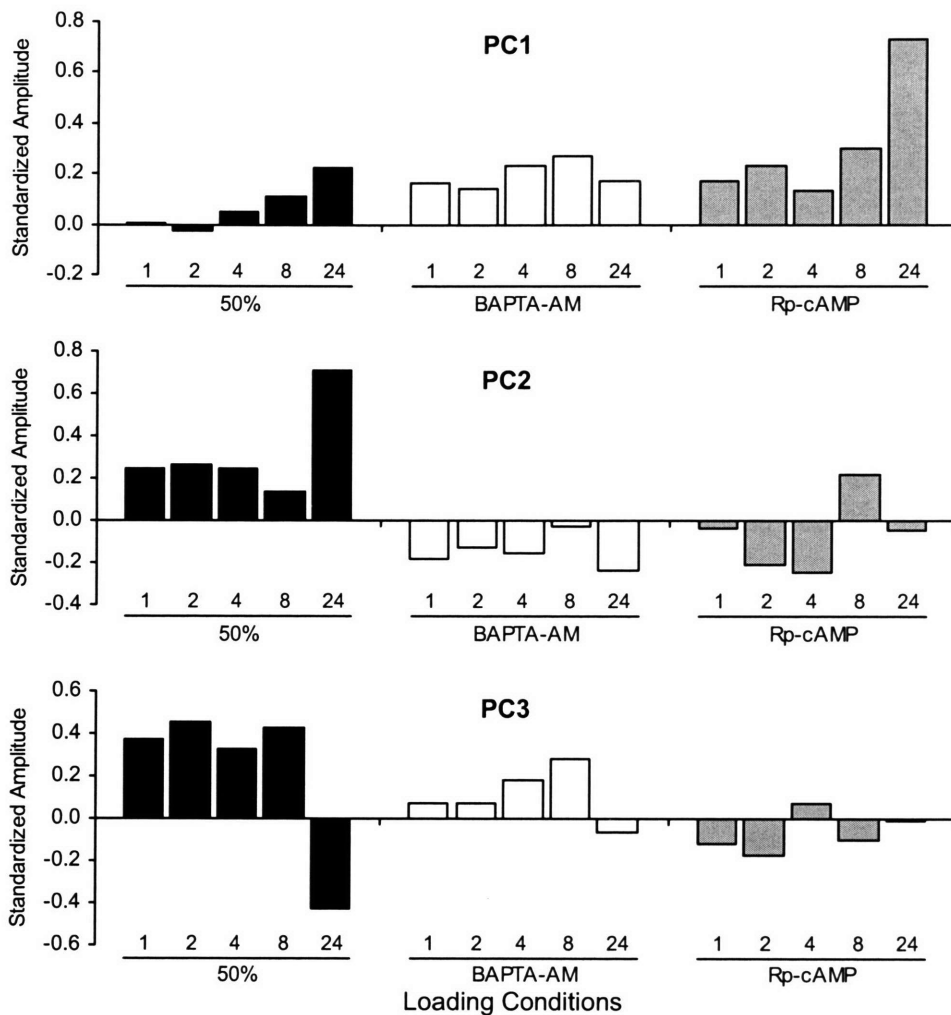 PC1
Standardized Amplitude
0.8
0.6
0.4
0.2
0.0
-0.2
1 2 4 8 24 1 2 4 8 24 1 2 4 8 24
50% BAPTA-AM Rp-cAMP
PC2
Standardized Amplitude
0.8
0.6
0.4
0.2
0.0
-0.2
-0.4
1 2 4 8 24 1 2 4 8 24 1 2 4 8 24
50% BAPTA-AM Rp-cAMP
PC3
Standardized Amplitude
0.6
0.4
0.2
0.0
-0.2
-0.4
-0.6
1 2 4 8 24 1 2 4 8 24 1 2 4 8 24
50% BAPTA-AM Rp-cAMP
Loading Conditions